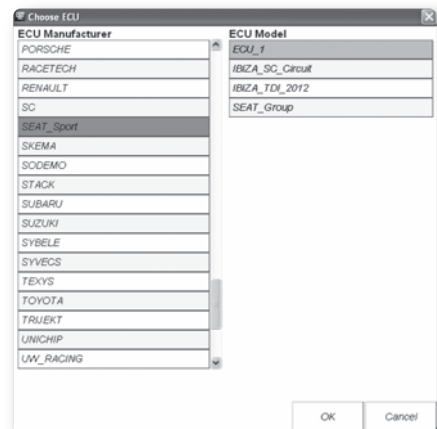 Choose ECU
ECU Manufacturer
PORSCHE
RACETECH
RENAULT
SC
SEAT_Sport
SKEMA
SODEMO
STACK
SUBARU
SUZUKI
SYBELE
SYVECS
TEXYS
TOYOTA
TRIJEKT
UNICHIP
UW_RACING
ECU Model
ECU_1
IBIZA_SC_Circuit
IBIZA_TDI_2012
SEAT_Group
OK
Cancel